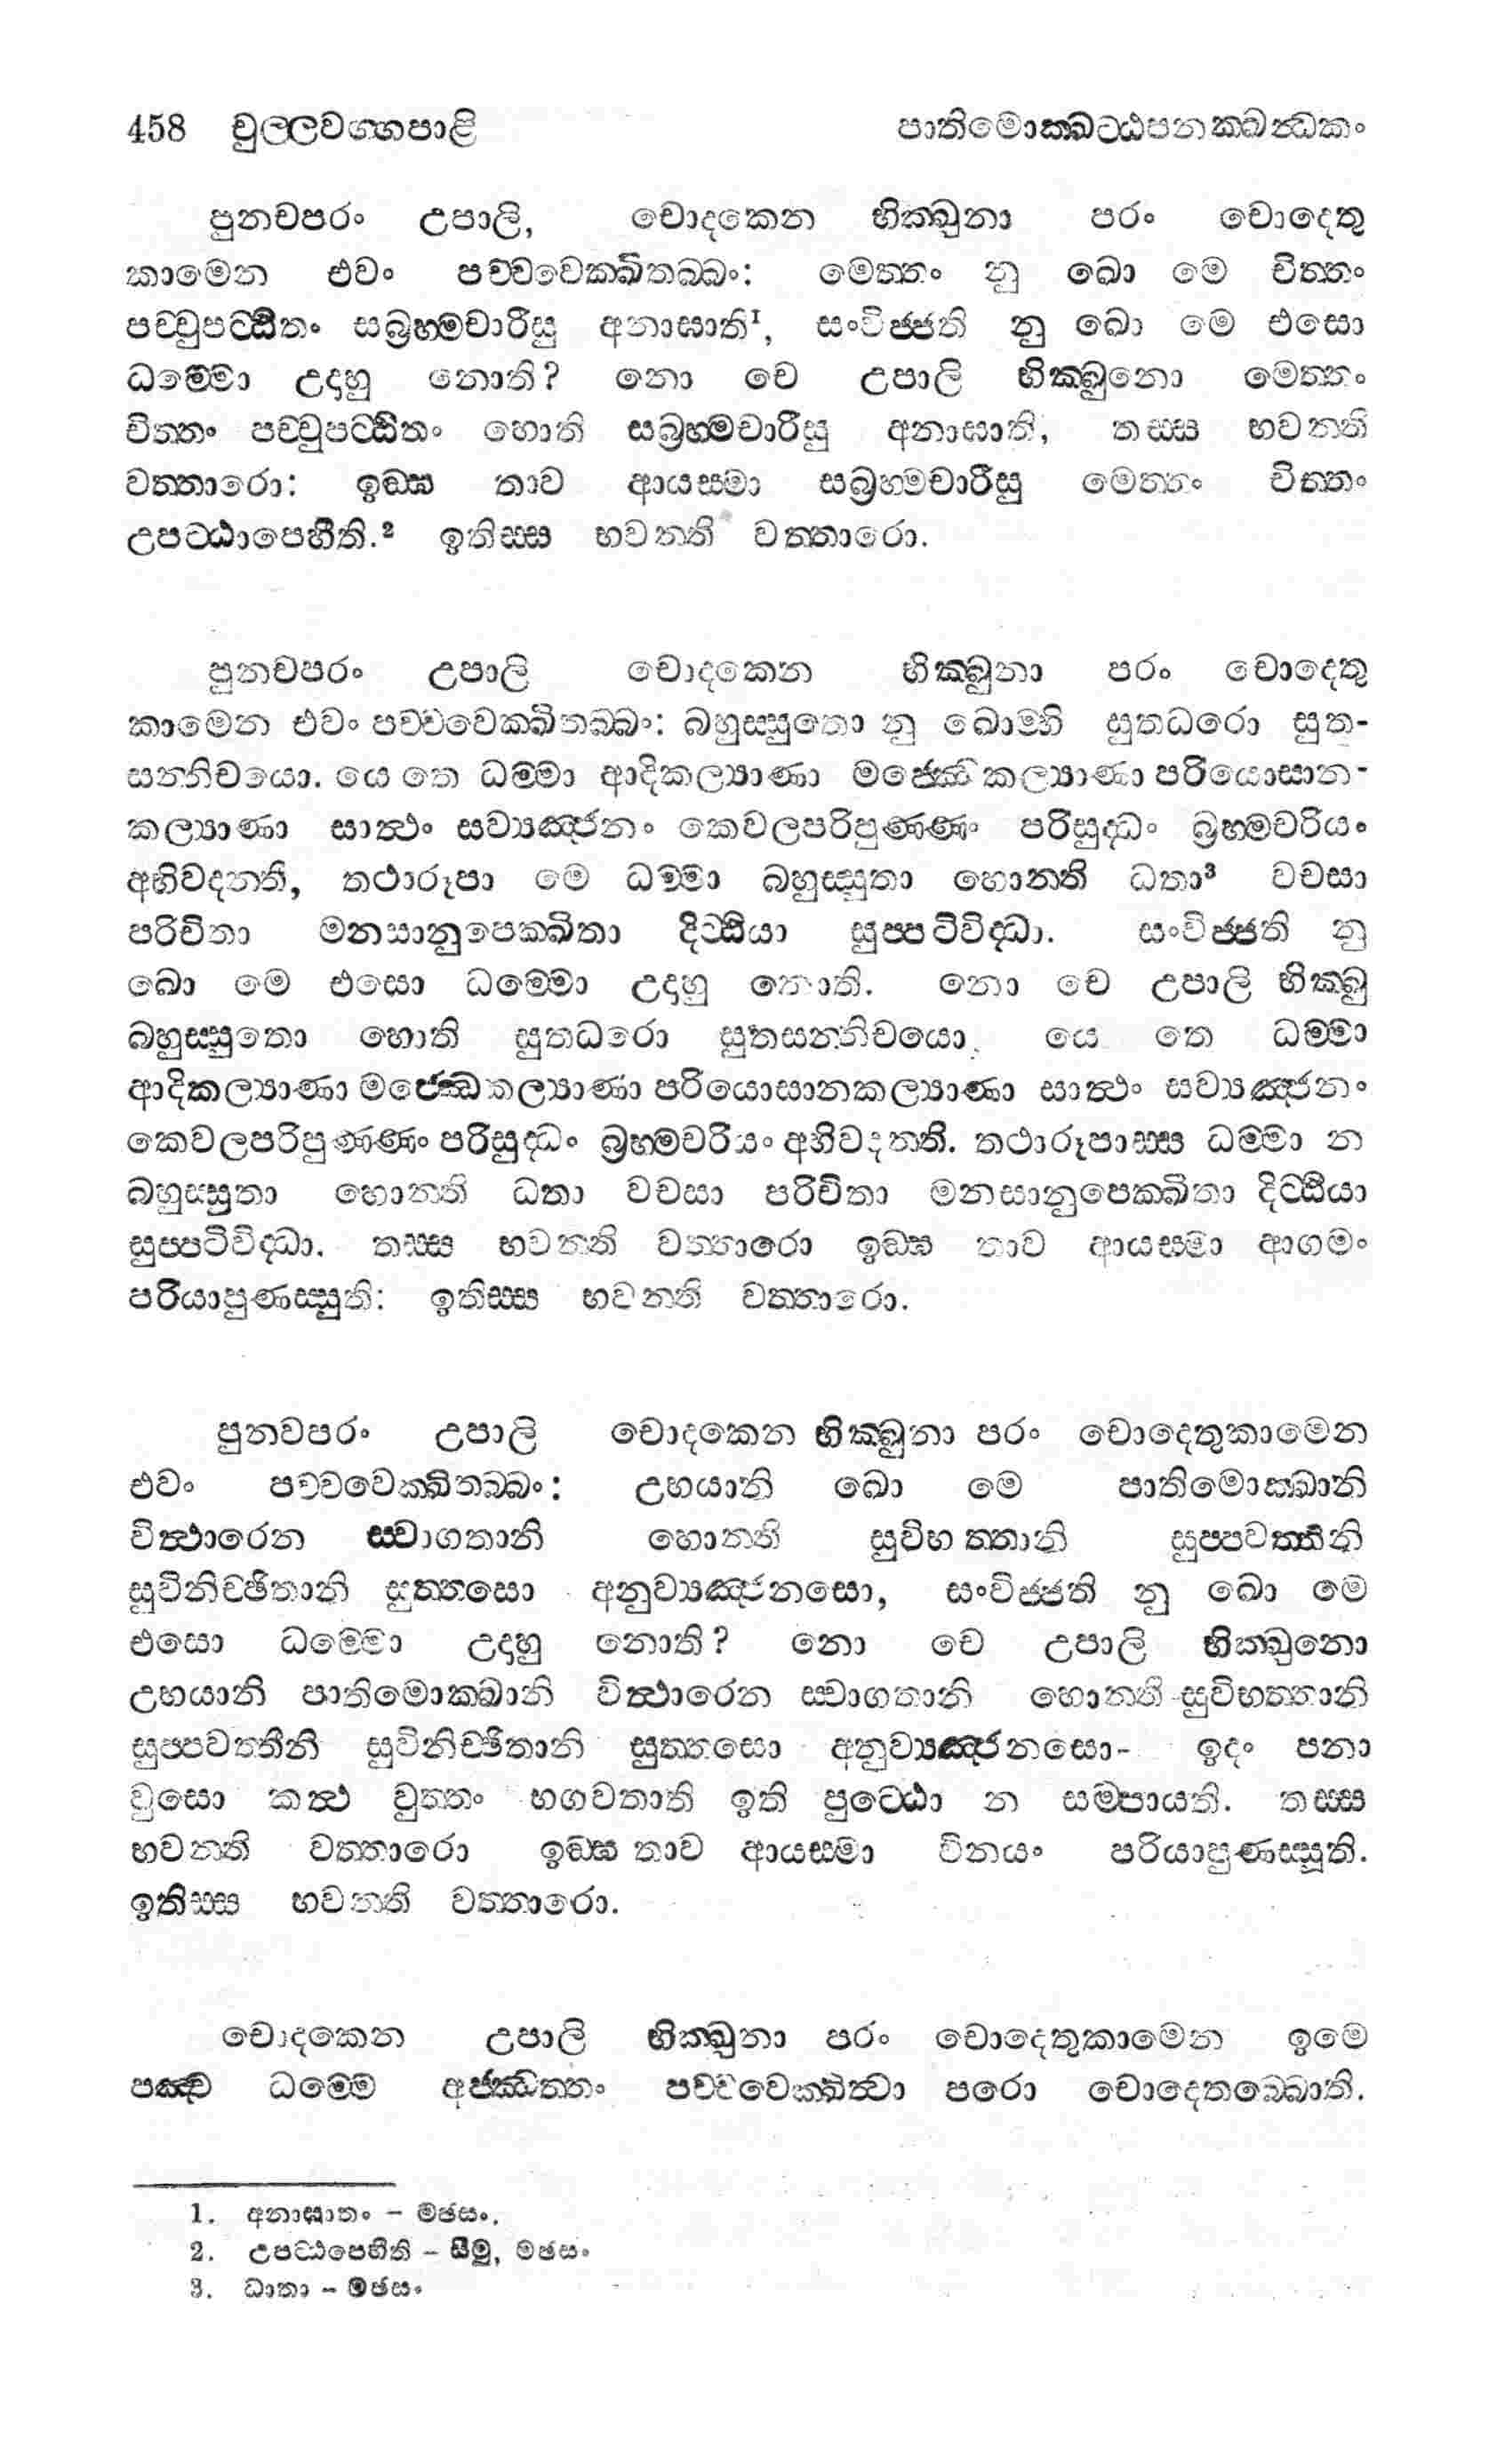 458 චුල්ලවග්ගපාළි පාතිමොක්ඛට්ඨපනක්ඛන්ධකං
පුනචපරං උපාලි, චොදකෙන භික්ඛුනා පරං චොදෙතු
කාමෙන එවං පච්චවෙක්ඛිතබ්බං: මෙත්තං නු ඛො මෙ චිත්තං
පච්චුපට්ඨිතං සබ්‍රහ්මචාරීසු අනාඝාති¹, සංවිජ්ජති නු ඛො මෙ එසො
ධම්මො උදාහු නොති? නො චෙ උපාලි භික්ඛුනො මෙත්තං
චිත්තං පච්චුපට්ඨිතං හොති සබ්‍රහ්මචාරීසු අනාඝාති, තස්ස භවන්ති
වත්තාරො: ඉඞ්ඝ තාව ආයස්මා සබ්‍රහ්මචාරීසු මෙත්තං චිත්තං
උපට්ඨාපෙහීති.² ඉතිස්ස භවන්ති වත්තාරො.
පුනචපරං උපාලි චොදකෙන භික්ඛුනා පරං චොදෙතු
කාමෙන එවං පච්චවෙක්ඛිතබ්බං: බහුස්සුතො නු ඛොම්හි සුතධරො සුත-
සන්නිචයො. යෙ තෙ ධම්මා ආදිකල්‍යාණා මජ්ඣෙකල්‍යාණා පරියොසාන-
කල්‍යාණා සාත්ථං සව්‍යඤ්ජනං කෙවලපරිපුණ්ණං පරිසුද්ධං බ්‍රහ්මචරියං
අභිවදන්ති, තථාරූපා මෙ ධම්මා බහුස්සුතා හොන්ති ධතා³ වචසා
පරිචිතා මනසානුපෙක්ඛිතා දිට්ඨියා සුප්පටිවිද්ධා. සංවිජ්ජති නු
ඛො මෙ එසො ධම්මො උදාහු නොති. නො චෙ උපාලි භික්ඛු
බහුස්සුතො හොති සුතධරො සුතසන්නිචයො, යෙ තෙ ධම්මා
ආදිකල්‍යාණා මජ්ඣෙකල්‍යාණා පරියොසානකල්‍යාණා සාත්ථං සව්‍යඤ්ජනං
කෙවලපරිපුණ්ණං පරිසුද්ධං බ්‍රහ්මචරියං අභිවදන්ති. තථාරූපාස්ස ධම්මා න
බහුස්සුතා හොන්ති ධතා වචසා පරිචිතා මනසානුපෙක්ඛිතා දිට්ඨියා
සුප්පටිවිද්ධා. තස්ස භවන්ති වත්තාරො ඉඞ්ඝ තාව ආයස්මා ආගමං
පරියාපුණස්සුති: ඉතිස්ස භවන්ති වත්තාරො.
පුනචපරං උපාලි චොදකෙන භික්ඛුනා පරං චොදෙතුකාමෙන
එවං පච්චවෙක්ඛිතබ්බං: උභයානි ඛො මෙ පාතිමොක්ඛානි
විත්ථාරෙන ස්වාගතානි හොන්ති සුවිභත්තානි සුප්පවත්තීනි
සුවිනිච්ඡිතානි සුත්තසො අනුව්‍යඤ්ජනසො, සංවිජ්ජති නු ඛො මෙ
එසො ධම්මො උදාහු නොති? නො චෙ උපාලි භික්ඛුනො
උභයානි පාතිමොක්ඛානි විත්ථාරෙන ස්වාගතානි හොන්ති සුවිභත්තානි
සුප්පවත්තීනි සුවිනිච්ඡිතානි සුත්තසො අනුව්‍යඤ්ජනසො- ඉදං පනා
වුසො කත්ථ වුත්තං භගවතාති ඉති පුට්ඨො න සම්පායති. තස්ස
භවන්ති වත්තාරො ඉඞ්ඝ තාව ආයස්මා විනයං පරියාපුණස්සූති.
ඉතිස්ස භවන්ති වත්තාරො.
චොදකෙන උපාලි භික්ඛුනා පරං චොදෙතුකාමෙන ඉමෙ
පඤ්ච ධම්මෙ අජ්ඣත්තං පච්චවෙක්ඛිත්වා පරො චොදෙතබ්බොති.
1. අනාඝාතං - මඡසං.
2. උපට්ඨපෙහීති - සීමු, මඡසං
3. ධාතා - මඡසං